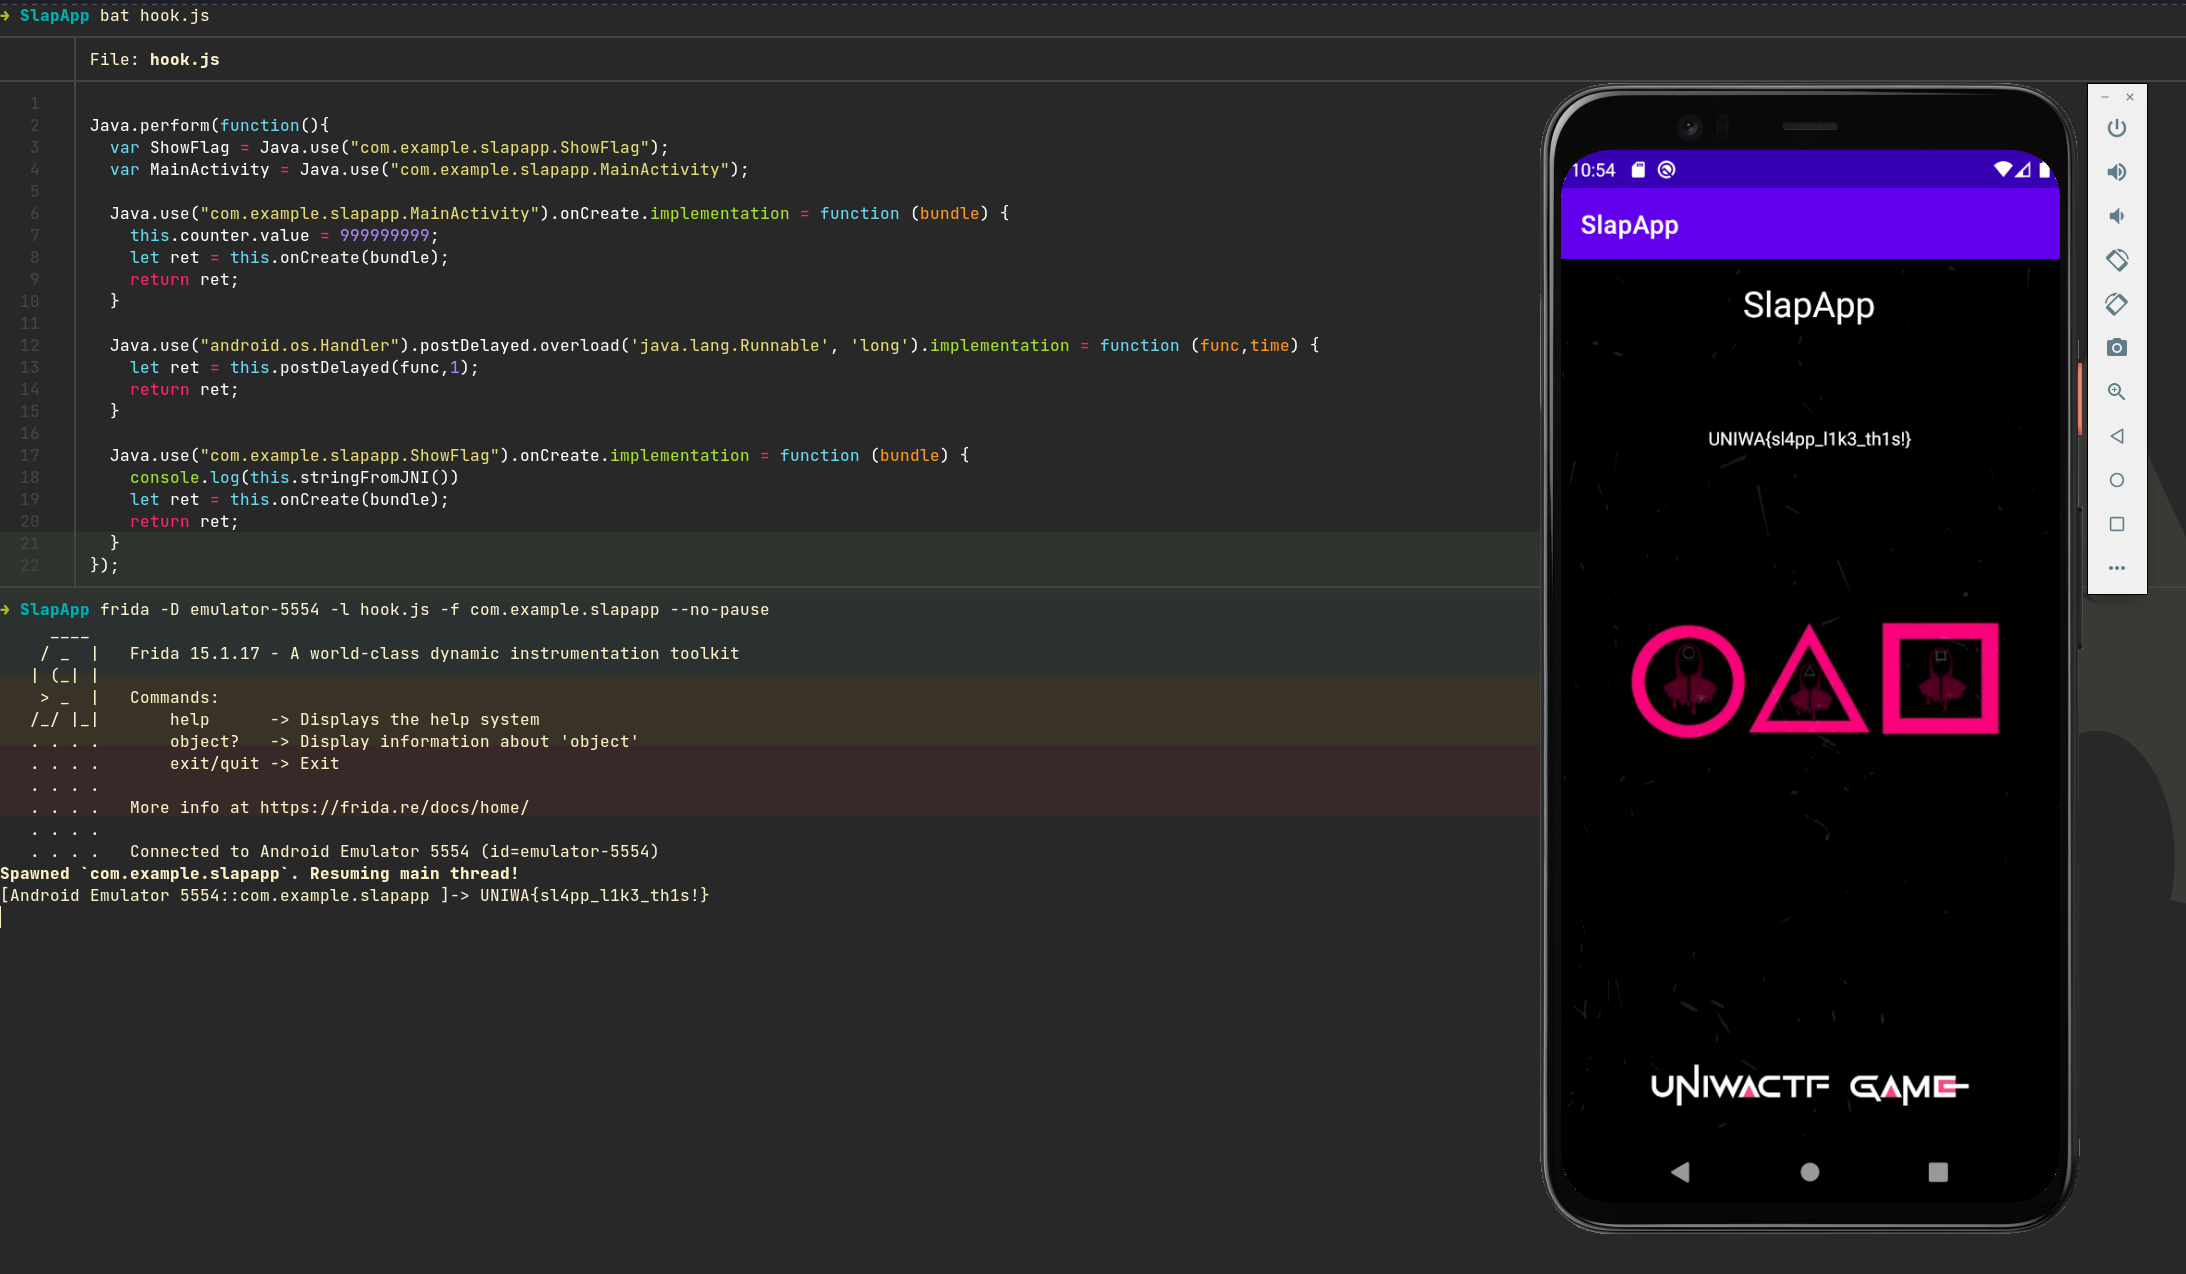 → SlapApp bat hook.js
File: hook.js
1
2 Java.perform(function(){
3   var ShowFlag = Java.use("com.example.slapapp.ShowFlag");
4   var MainActivity = Java.use("com.example.slapapp.MainActivity");
5
6   Java.use("com.example.slapapp.MainActivity").onCreate.implementation = function (bundle) {
7     this.counter.value = 999999999;
8     let ret = this.onCreate(bundle);
9     return ret;
10   }
11
12   Java.use("android.os.Handler").postDelayed.overload('java.lang.Runnable', 'long').implementation = function (func,time) {
13     let ret = this.postDelayed(func,1);
14     return ret;
15   }
16
17   Java.use("com.example.slapapp.ShowFlag").onCreate.implementation = function (bundle) {
18     console.log(this.stringFromJNI())
19     let ret = this.onCreate(bundle);
20     return ret;
21   }
22 });
→ SlapApp frida -D emulator-5554 -l hook.js -f com.example.slapapp --no-pause
     ____
    / _  |   Frida 15.1.17 - A world-class dynamic instrumentation toolkit
   | (_| |
    > _  |   Commands:
   /_/ |_|       help      -> Displays the help system
   . . . .       object?   -> Display information about 'object'
   . . . .       exit/quit -> Exit
   . . . .
   . . . .   More info at https://frida.re/docs/home/
   . . . .
   . . . .   Connected to Android Emulator 5554 (id=emulator-5554)
Spawned `com.example.slapapp`. Resuming main thread!
[Android Emulator 5554::com.example.slapapp ]-> UNIWA{sl4pp_l1k3_th1s!}
10:54
SlapApp
SlapApp
UNIWA{sl4pp_l1k3_th1s!}
UNIWACTF GAME